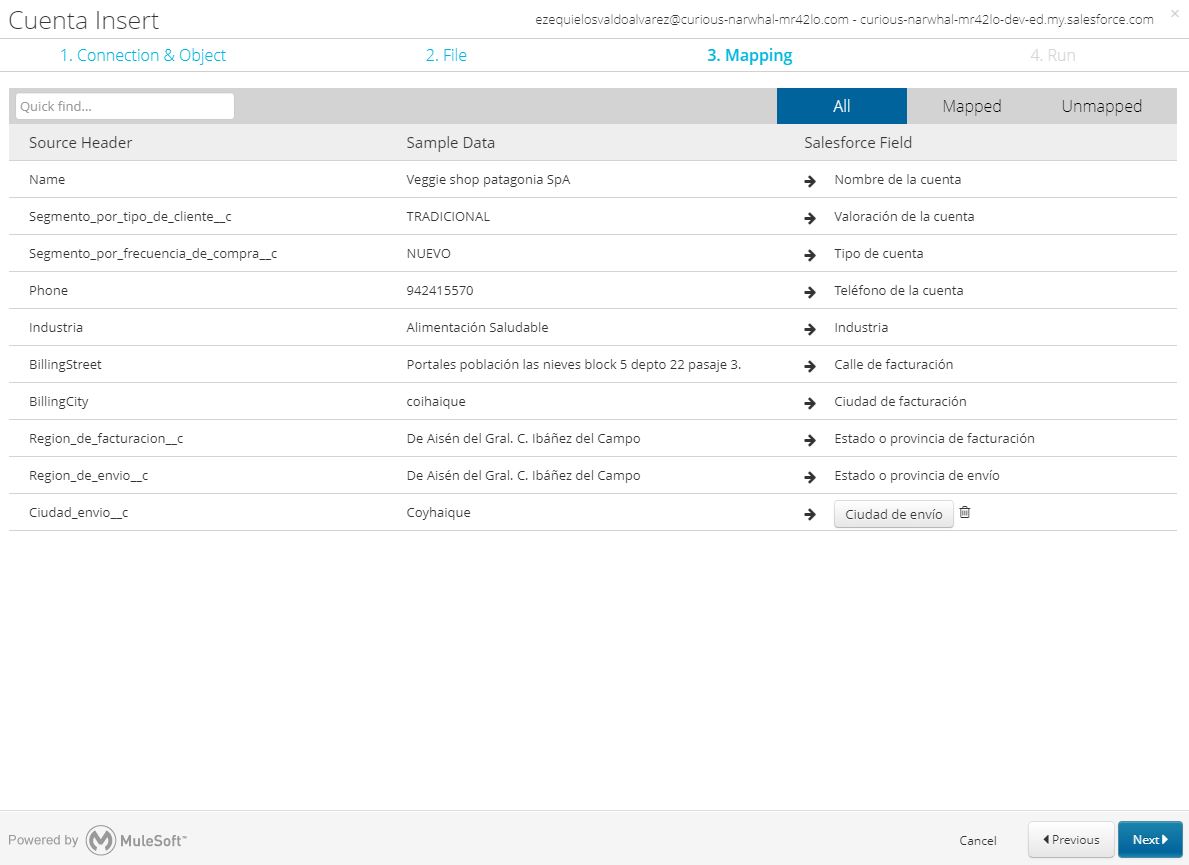 Cuenta Insert
ezequielosvaldoalvarez@curious-narwhal-mr42lo.com - curious-narwhal-mr42lo-dev-ed.my.salesforce.com
×
1. Connection & Object 2. File 3. Mapping 4. Run
Quick find... All Mapped Unmapped
Source Header Sample Data Salesforce Field
Name Veggie shop patagonia SpA Nombre de la cuenta
Segmento_por_tipo_de_cliente__c TRADICIONAL Valoración de la cuenta
Segmento_por_frecuencia_de_compra__c NUEVO Tipo de cuenta
Phone 942415570 Teléfono de la cuenta
Industria Alimentación Saludable Industria
BillingStreet Portales población las nieves block 5 depto 22 pasaje 3. Calle de facturación
BillingCity coihaique Ciudad de facturación
Region_de_facturacion__c De Aisén del Gral. C. Ibáñez del Campo Estado o provincia de facturación
Region_de_envio__c De Aisén del Gral. C. Ibáñez del Campo Estado o provincia de envío
Ciudad_envio__c Coyhaique Ciudad de envío
Powered by MuleSoft™ Cancel Previous Next